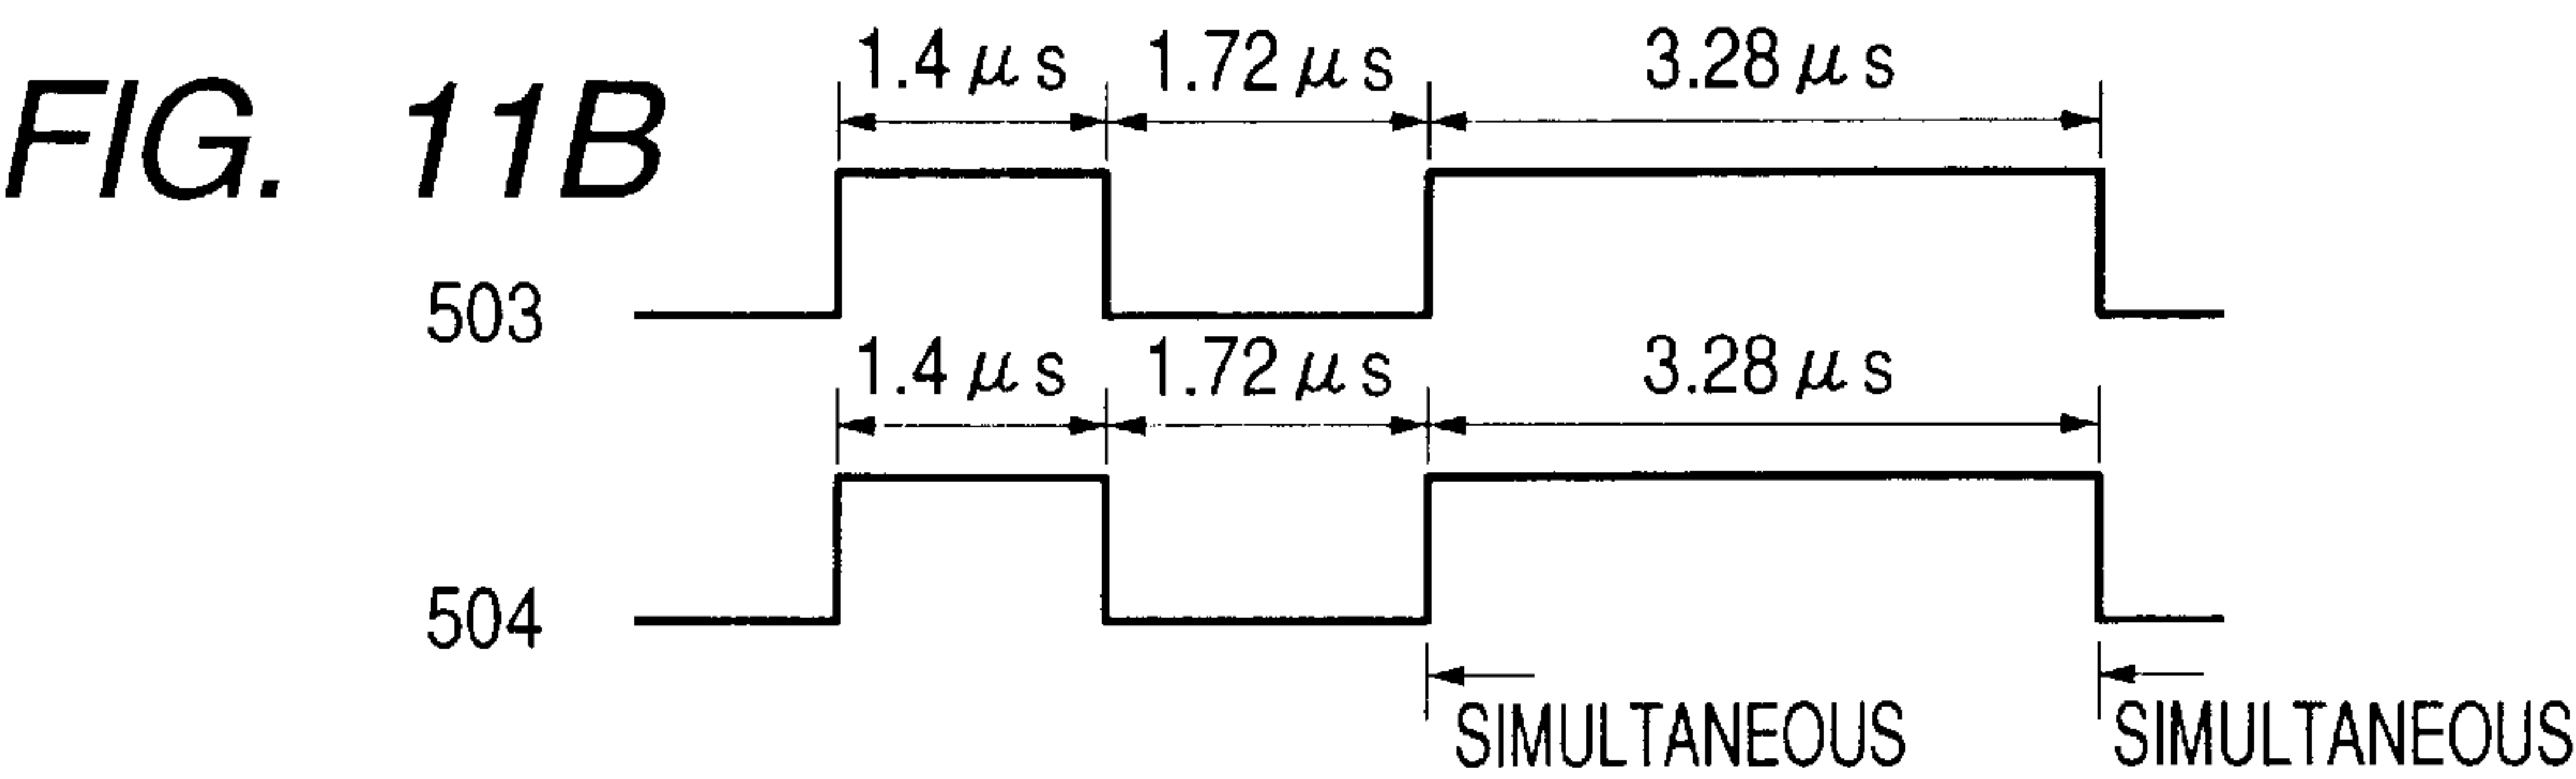 FIG. 11B
1.4 μs 1.72 μs 3.28 μs
503
1.4 μs 1.72 μs 3.28 μs
504
SIMULTANEOUS SIMULTANEOUS